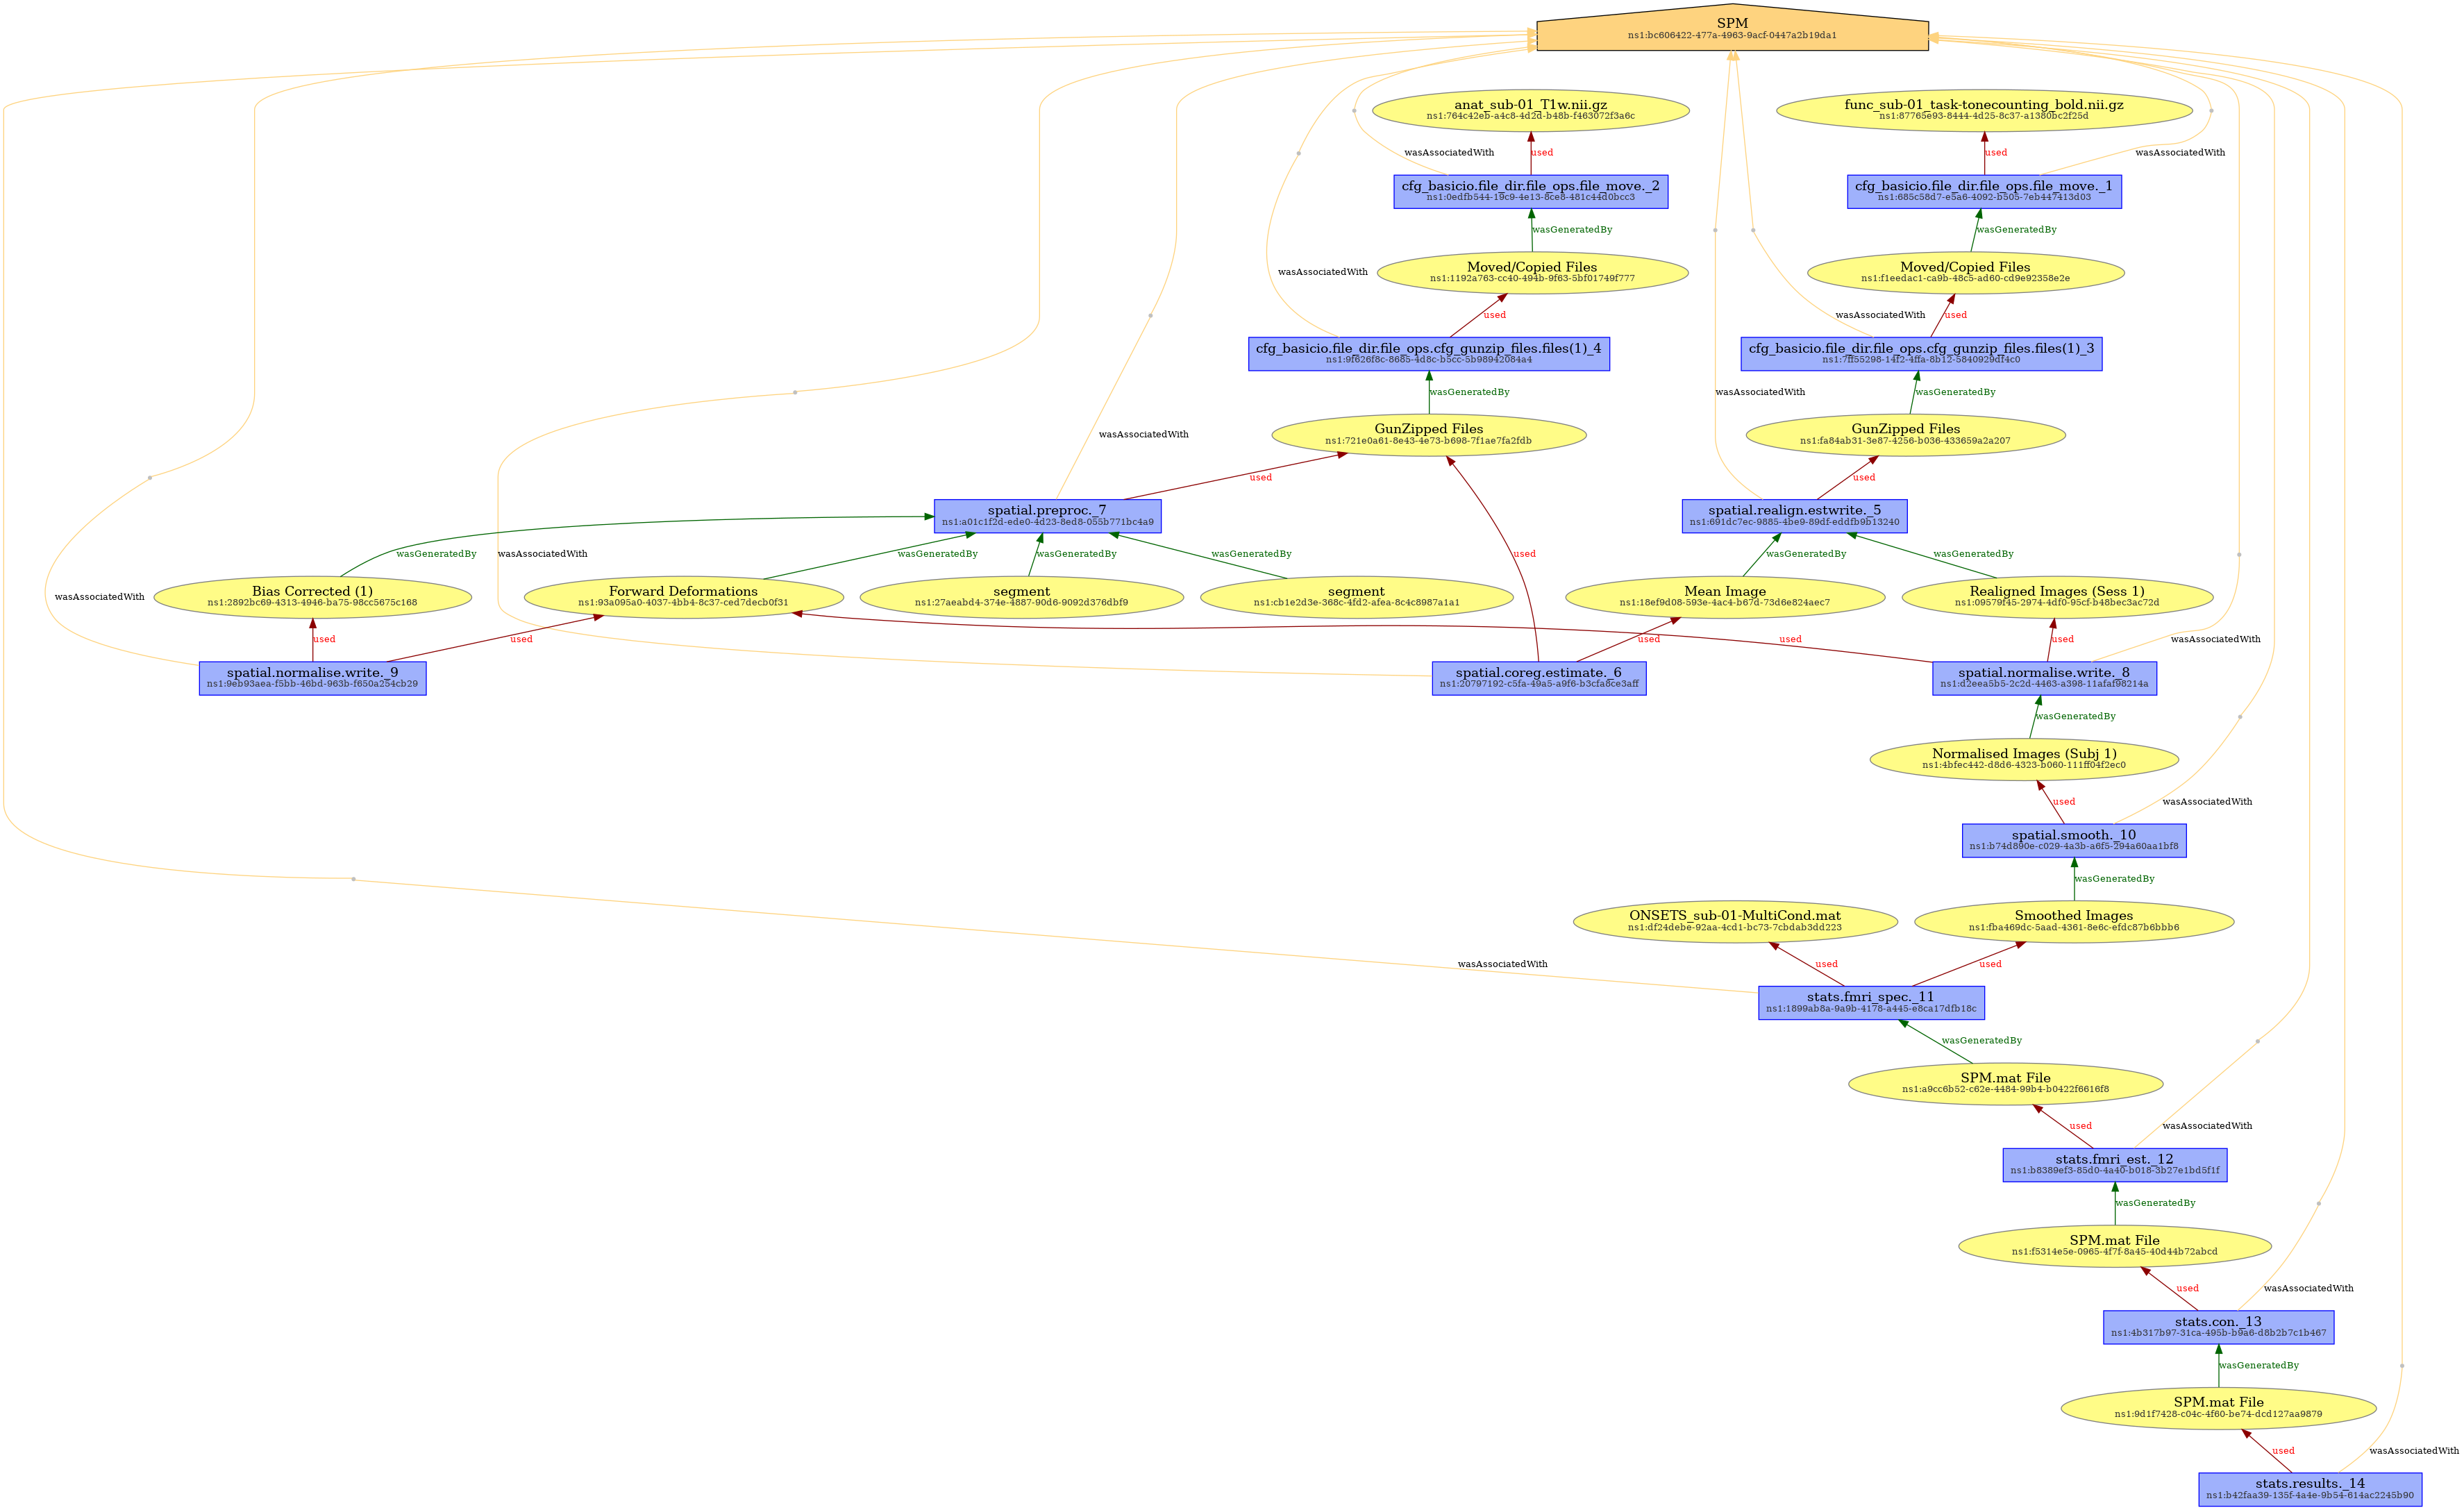 SPM
ns1:bc606422-477a-4963-9acf-0447a2b19da1
anat_sub-01_T1w.nii.gz
ns1:764c42eb-a4c8-4d2d-b48b-f463072f3a6c
func_sub-01_task-tonecounting_bold.nii.gz
ns1:87765e93-8444-4d25-8c37-a1380bc2f25d
wasAssociatedWith
used
used
wasAssociatedWith
cfg_basicio.file_dir.file_ops.file_move._2
ns1:0edfb544-19c9-4e13-8ce8-481c44d0bcc3
cfg_basicio.file_dir.file_ops.file_move._1
ns1:685c58d7-e5a6-4092-b505-7eb447413d03
wasGeneratedBy
wasGeneratedBy
wasAssociatedWith
Moved/Copied Files
ns1:1192a763-cc40-494b-9f63-5bf01749f777
Moved/Copied Files
ns1:f1eedac1-ca9b-48c5-ad60-cd9e92358e2e
used
wasAssociatedWith
used
cfg_basicio.file_dir.file_ops.cfg_gunzip_files.files(1)_4
ns1:9f626f8c-8685-4d8c-b5cc-5b98942084a4
cfg_basicio.file_dir.file_ops.cfg_gunzip_files.files(1)_3
ns1:7ff55298-14f2-4ffa-8b12-5840929df4c0
wasGeneratedBy
wasAssociatedWith
wasGeneratedBy
wasAssociatedWith
GunZipped Files
ns1:721e0a61-8e43-4e73-b698-7f1ae7fa2fdb
GunZipped Files
ns1:fa84ab31-3e87-4256-b036-433659a2a207
used
used
spatial.preproc._7
ns1:a01c1f2d-ede0-4d23-8ed8-055b771bc4a9
spatial.realign.estwrite._5
ns1:691dc7ec-9885-4be9-89df-eddfb9b13240
wasGeneratedBy
wasAssociatedWith
wasGeneratedBy
wasGeneratedBy
wasGeneratedBy
used
wasGeneratedBy
wasGeneratedBy
wasAssociatedWith
Bias Corrected (1)
ns1:2892bc69-4313-4946-ba75-98cc5675c168
Forward Deformations
ns1:93a095a0-4037-4bb4-8c37-ced7decb0f31
segment
ns1:27aeabd4-374e-4887-90d6-9092d376dbf9
segment
ns1:cb1e2d3e-368c-4fd2-afea-8c4c8987a1a1
Mean Image
ns1:18ef9d08-593e-4ac4-b67d-73d6e824aec7
Realigned Images (Sess 1)
ns1:09579f45-2974-4df0-95cf-b48bec3ac72d
used
used
used
used
used
wasAssociatedWith
spatial.normalise.write._9
ns1:9eb93aea-f5bb-46bd-963b-f650a254cb29
spatial.coreg.estimate._6
ns1:20797192-c5fa-49a5-a9f6-b3cfa8ce3aff
spatial.normalise.write._8
ns1:d2eea5b5-2c2d-4463-a398-11afaf98214a
wasGeneratedBy
Normalised Images (Subj 1)
ns1:4bfec442-d8d6-4323-b060-111ff04f2ec0
used
wasAssociatedWith
spatial.smooth._10
ns1:b74d890e-c029-4a3b-a6f5-294a60aa1bf8
wasGeneratedBy
ONSETS_sub-01-MultiCond.mat
ns1:df24debe-92aa-4cd1-bc73-7cbdab3dd223
Smoothed Images
ns1:fba469dc-5aad-4361-8e6c-efdc87b6bbb6
wasAssociatedWith
used
used
stats.fmri_spec._11
ns1:1899ab8a-9a9b-4178-a445-e8ca17dfb18c
wasGeneratedBy
SPM.mat File
ns1:a9cc6b52-c62e-4484-99b4-b0422f6616f8
used
wasAssociatedWith
stats.fmri_est._12
ns1:b8389ef3-85d0-4a40-b018-3b27e1bd5f1f
wasGeneratedBy
SPM.mat File
ns1:f5314e5e-0965-4f7f-8a45-40d44b72abcd
used
wasAssociatedWith
stats.con._13
ns1:4b317b97-31ca-495b-b9a6-d8b2b7c1b467
wasGeneratedBy
SPM.mat File
ns1:9d1f7428-c04c-4f60-be74-dcd127aa9879
used
wasAssociatedWith
stats.results._14
ns1:b42faa39-135f-4a4e-9b54-614ac2245b90